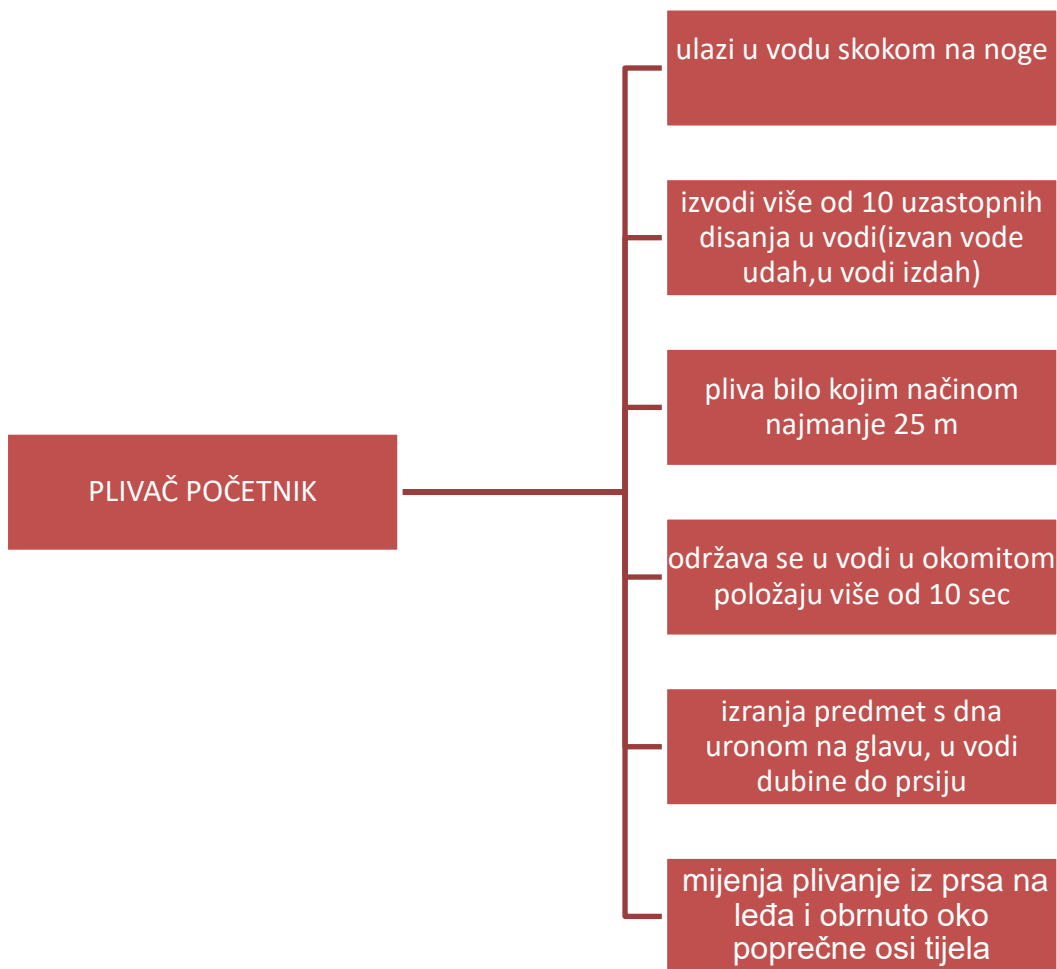 PLIVAČ POČETNIK
ulazi u vodu skokom na noge
izvodi više od 10 uzastopnih
disanja u vodi(izvan vode
udah,u vodi izdah)
pliva bilo kojim načinom
najmanje 25 m
održava se u vodi u okomitom
položaju više od 10 sec
izranja predmet s dna
uronom na glavu, u vodi
dubine do prsiju
mijenja plivanje iz prsa na
leđa i obrnuto oko
poprečne osi tijela